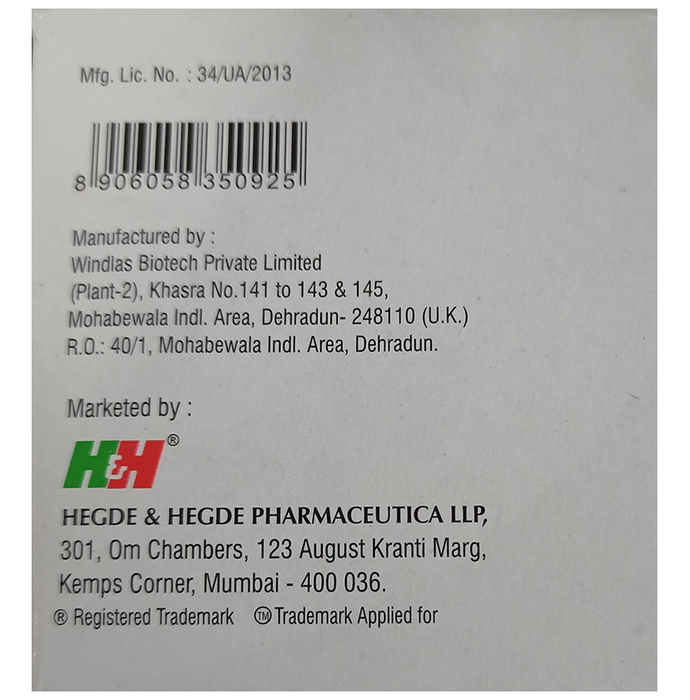 Mfg. Lic. No. : 34/UA/2013
8 906058 350925
Manufactured by :
Windlas Biotech Private Limited
(Plant-2), Khasra No.141 to 143 & 145,
Mohabewala Indl. Area, Dehradun- 248110 (U.K.)
R.O.: 40/1, Mohabewala Indl. Area, Dehradun.
Marketed by :
H&H®
HEGDE & HEGDE PHARMACEUTICA LLP,
301, Om Chambers, 123 August Kranti Marg,
Kemps Corner, Mumbai - 400 036.
® Registered Trademark ™ Trademark Applied for